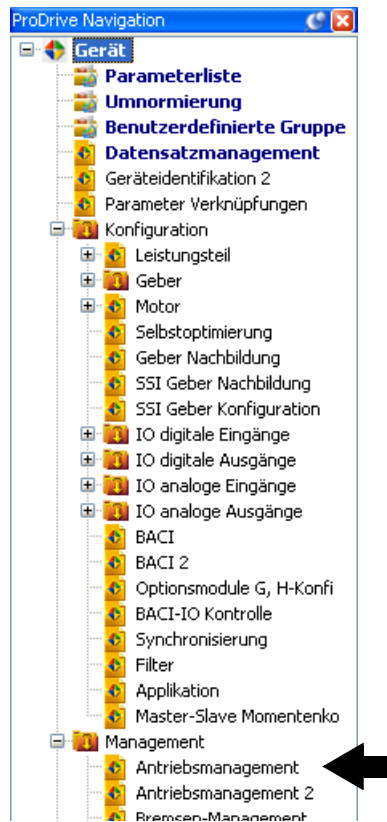 ProDrive Navigation
Gerät
Parameterliste
Umnormierung
Benutzerdefinierte Gruppe
Datensatzmanagement
Geräteidentifikation 2
Parameter Verknüpfungen
Konfiguration
Leistungsteil
Geber
Motor
Selbstoptimierung
Geber Nachbildung
SSI Geber Nachbildung
SSI Geber Konfiguration
IO digitale Eingänge
IO digitale Ausgänge
IO analoge Eingänge
IO analoge Ausgänge
BACI
BACI 2
Optionsmodule G, H-Konfi
BACI-IO Kontrolle
Synchronisierung
Filter
Applikation
Master-Slave Momentenko
Management
Antriebsmanagement
Antriebsmanagement 2
Bremsen-Management